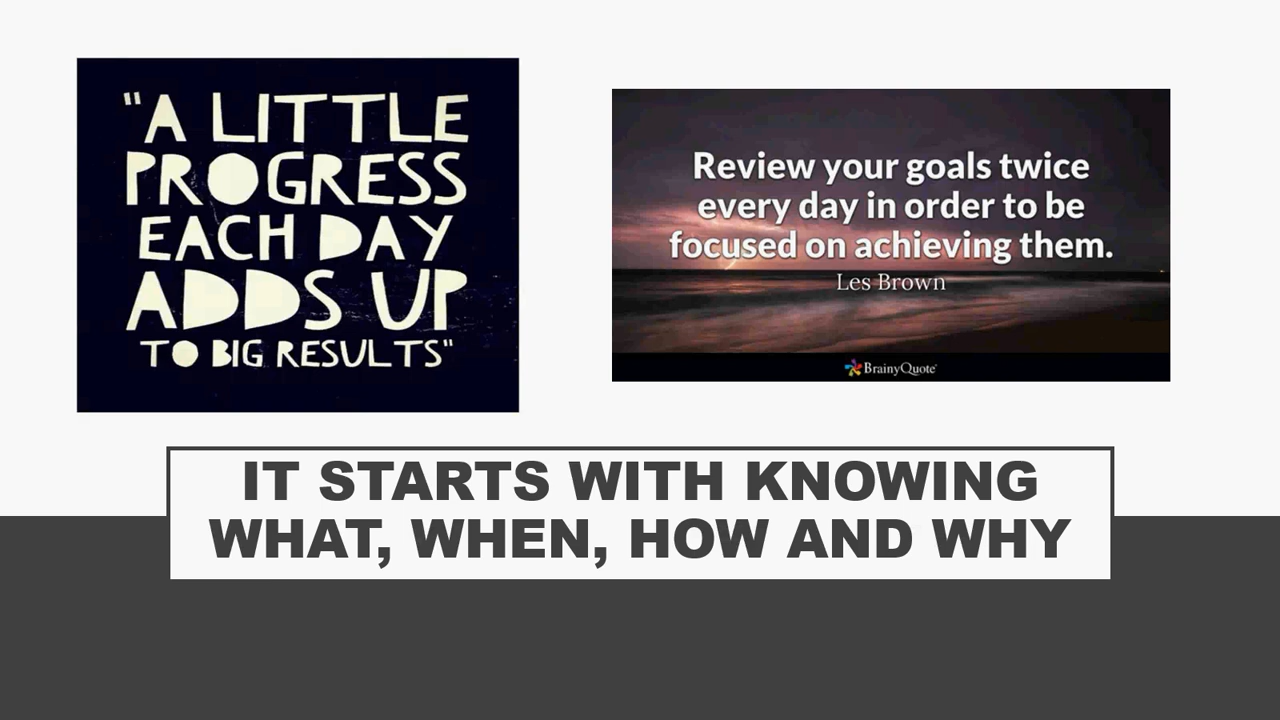 "A LITTLE
PROGRESS
EACH DAY
ADDS UP
TO BIG RESULTS"
Review your goals twice
every day in order to be
focused on achieving them.
Les Brown
BrainyQuote
IT STARTS WITH KNOWING
WHAT, WHEN, HOW AND WHY